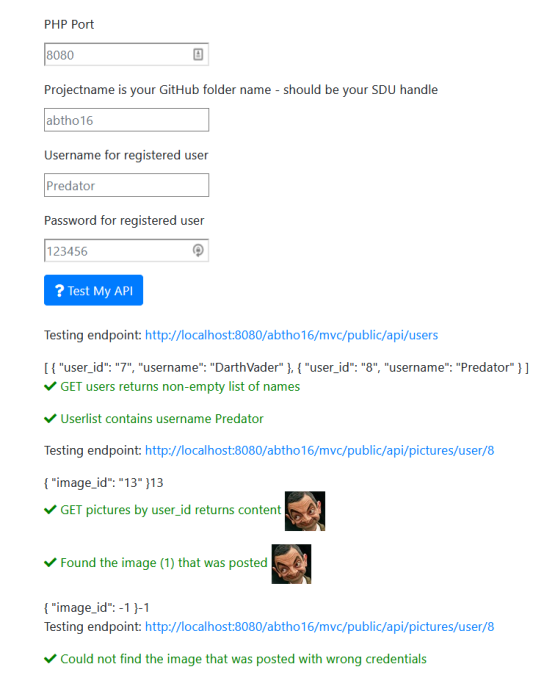 PHP Port
8080
Projectname is your GitHub folder name - should be your SDU handle
abtho16
Username for registered user
Predator
Password for registered user
123456
? Test My API
Testing endpoint: http://localhost:8080/abtho16/mvc/public/api/users
[ { "user_id": "7", "username": "DarthVader" }, { "user_id": "8", "username": "Predator" } ]
✔ GET users returns non-empty list of names
✔ Userlist contains username Predator
Testing endpoint: http://localhost:8080/abtho16/mvc/public/api/pictures/user/8
{ "image_id": "13" }13
✔ GET pictures by user_id returns content
✔ Found the image (1) that was posted
{ "image_id": -1 }-1
Testing endpoint: http://localhost:8080/abtho16/mvc/public/api/pictures/user/8
✔ Could not find the image that was posted with wrong credentials